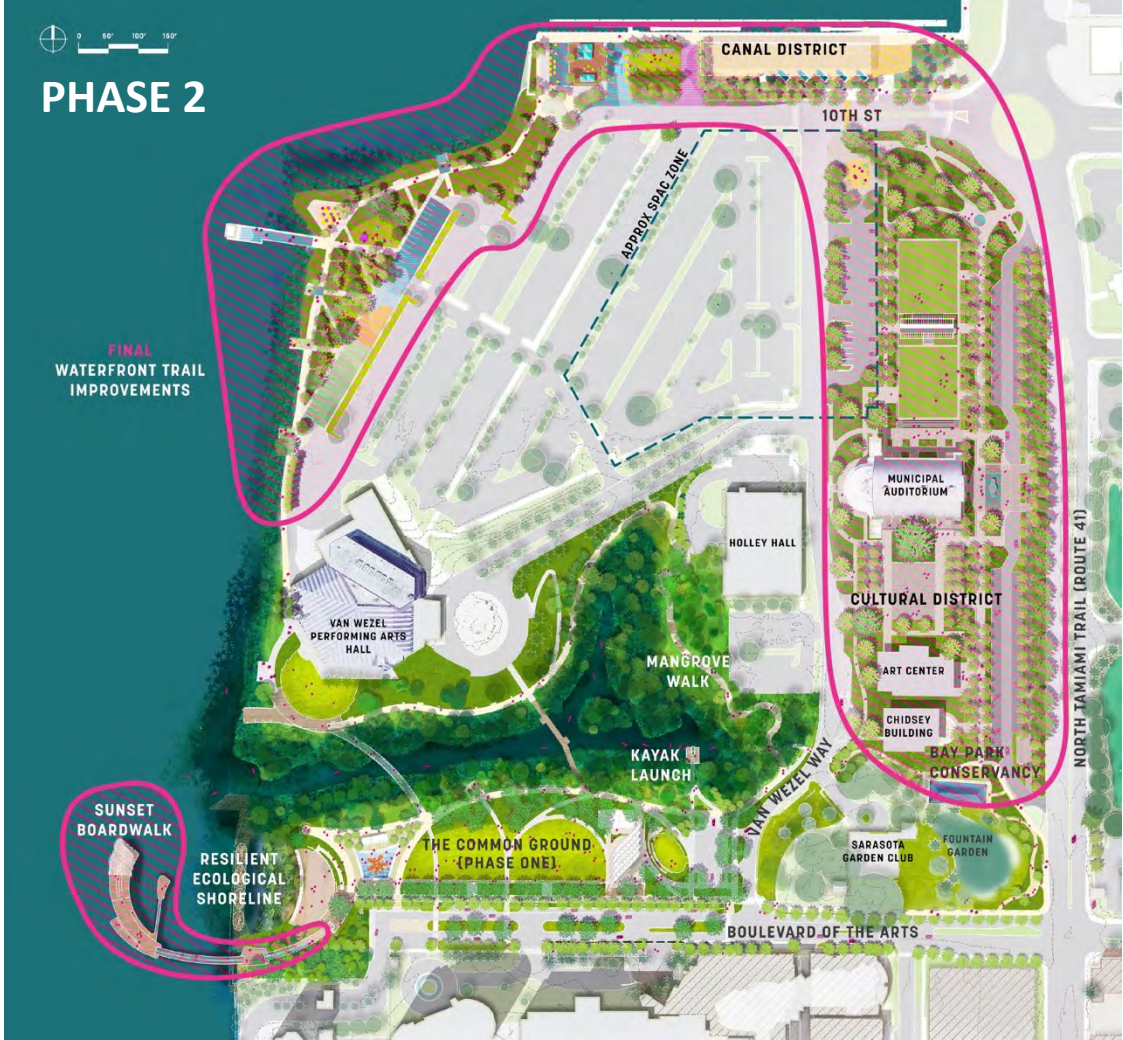 0 50' 100' 150'
PHASE 2
CANAL DISTRICT
10TH ST
APPROX SPAC ZONE
FINAL
WATERFRONT TRAIL
IMPROVEMENTS
MUNICIPAL
AUDITORIUM
HOLLEY HALL
CULTURAL DISTRICT
VAN WEZEL
PERFORMING ARTS
HALL
MANGROVE
WALK
ART CENTER
CHIDSEY
BUILDING
NORTH TAMIAMI TRAIL (ROUTE 41)
KAYAK
LAUNCH
BAY PARK
CONSERVANCY
VAN WEZEL WAY
SUNSET
BOARDWALK
RESILIENT
ECOLOGICAL
SHORELINE
THE COMMON GROUND
(PHASE ONE)
SARASOTA
GARDEN CLUB
FOUNTAIN
GARDEN
BOULEVARD OF THE ARTS